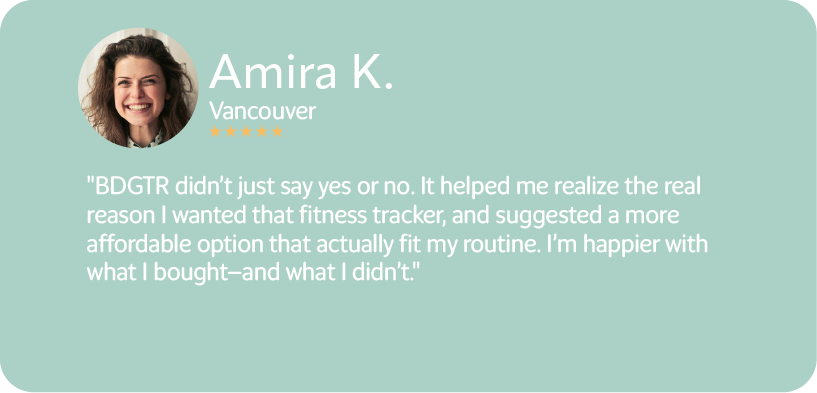 Amira K.
Vancouver
"BDGTR didn’t just say yes or no. It helped me realize the real
reason I wanted that fitness tracker, and suggested a more
affordable option that actually fit my routine. I’m happier with
what I bought—and what I didn’t."